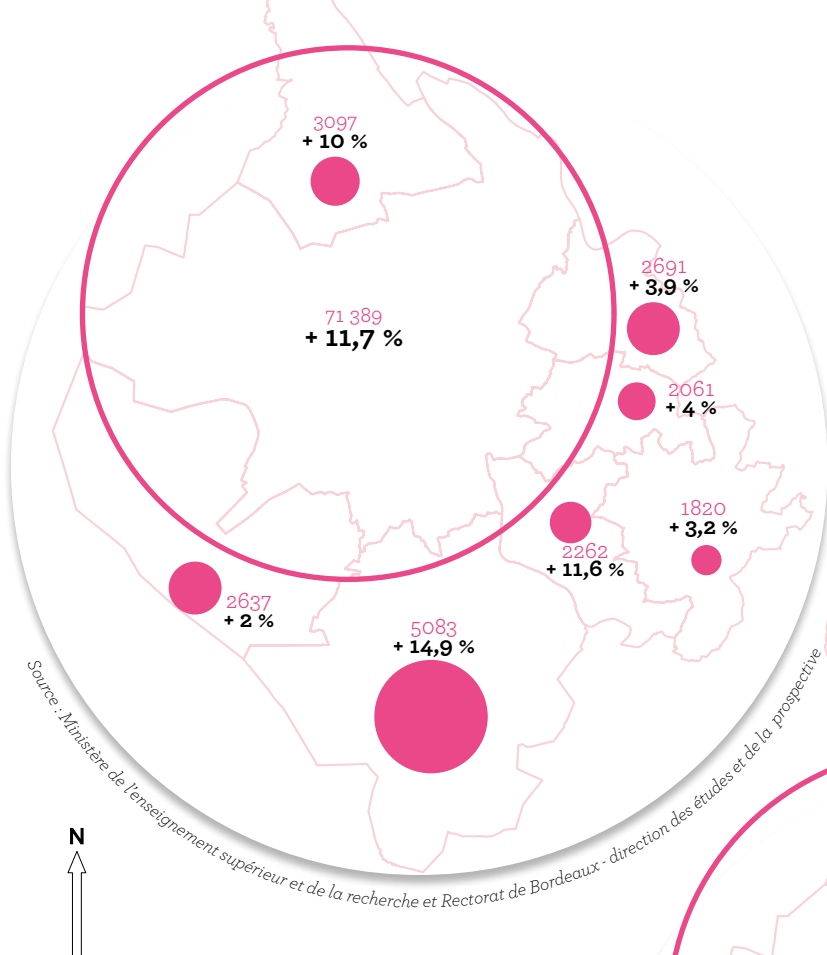 3097
+ 10 %
2691
+ 3,9 %
71 389
+ 11,7 %
2061
+ 4 %
1820
+ 3,2 %
2262
+ 11,6 %
2637
+ 2 %
5083
+ 14,9 %
Source : Ministère de l'enseignement supérieur et de la recherche et Rectorat de Bordeaux - direction des études et de la prospective
N